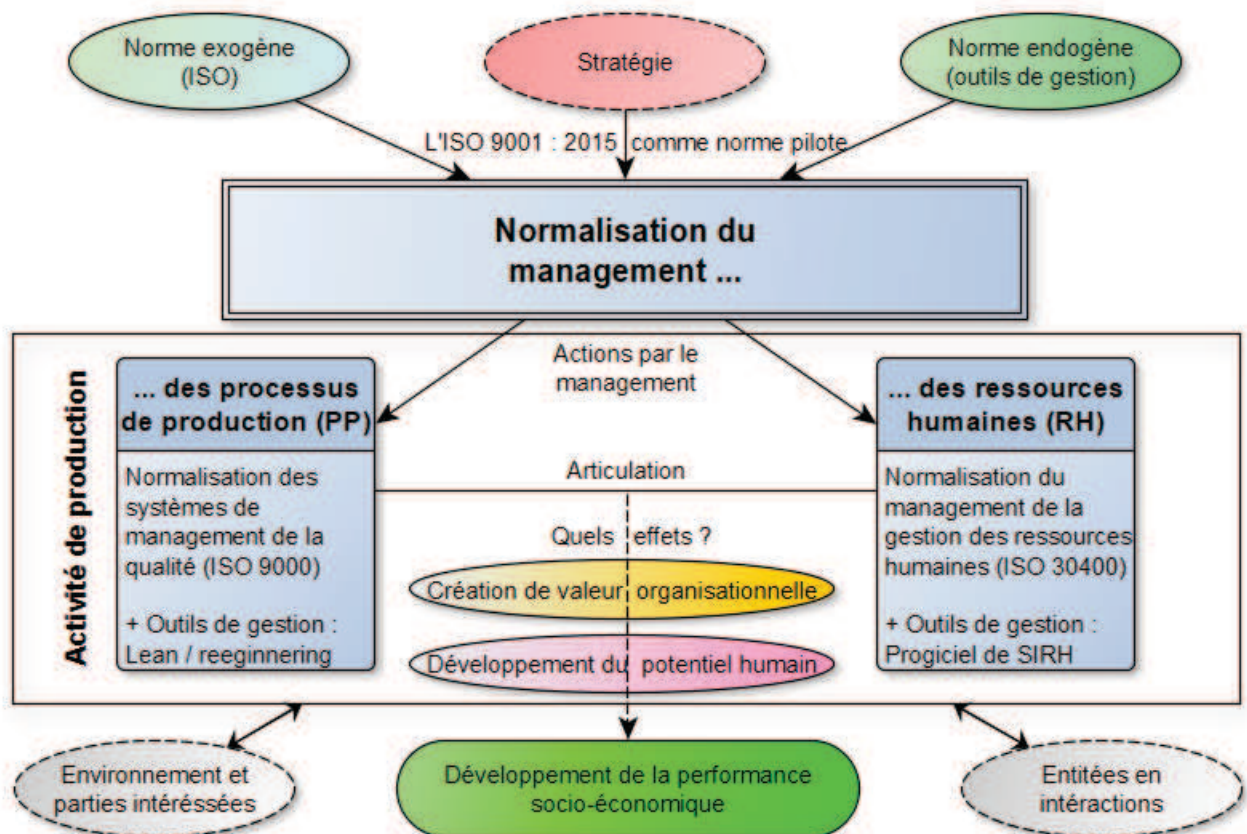 Norme exogène
(ISO)
Stratégie
Norme endogène
(outils de gestion)
L'ISO 9001 : 2015 comme norme pilote
Normalisation du
management ...
Actions par le
management
Activité de production
... des processus
de production (PP)
Normalisation des
systèmes de
management de la
qualité (ISO 9000)
+ Outils de gestion :
Lean / reeginnering
Articulation
Quels effets ?
Création de valeur organisationnelle
Développement du potentiel humain
... des ressources
humaines (RH)
Normalisation du
management de la
gestion des ressources
humaines (ISO 30400)
+ Outils de gestion :
Progiciel de SIRH
Environnement et
parties intéréssées
Développement de la performance
socio-économique
Entitées en
intéractions